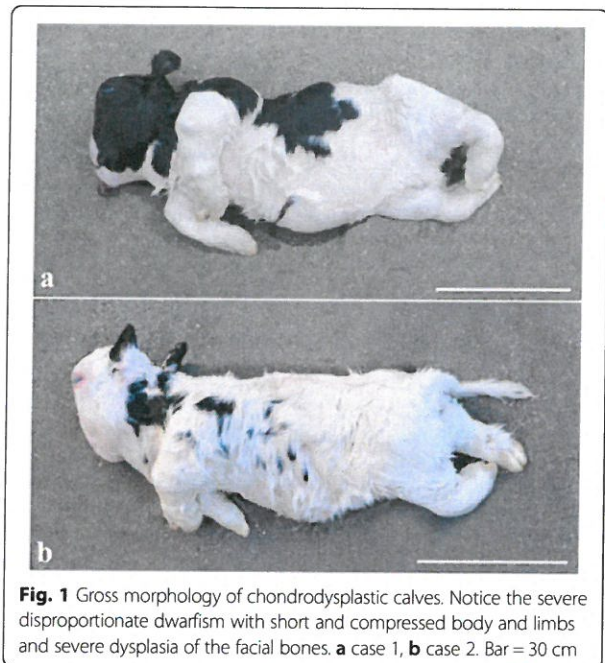 a
b
Fig. 1 Gross morphology of chondrodysplastic calves. Notice the severe
disproportionate dwarfism with short and compressed body and limbs
and severe dysplasia of the facial bones. a case 1, b case 2. Bar = 30 cm